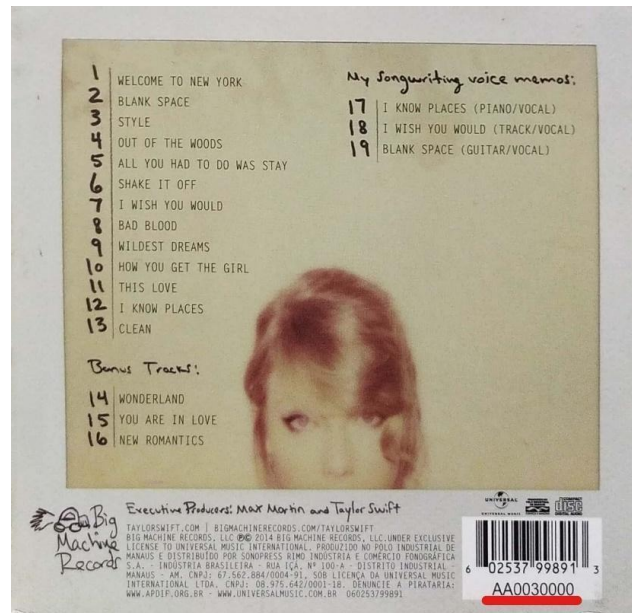 1 WELCOME TO NEW YORK
2 BLANK SPACE
3 STYLE
4 OUT OF THE WOODS
5 ALL YOU HAD TO DO WAS STAY
6 SHAKE IT OFF
7 I WISH YOU WOULD
8 BAD BLOOD
9 WILDEST DREAMS
10 HOW YOU GET THE GIRL
11 THIS LOVE
12 I KNOW PLACES
13 CLEAN
Bonus Tracks:
14 WONDERLAND
15 YOU ARE IN LOVE
16 NEW ROMANTICS
My songwriting voice memos:
17 I KNOW PLACES (PIANO/VOCAL)
18 I WISH YOU WOULD (TRACK/VOCAL)
19 BLANK SPACE (GUITAR/VOCAL)
Big
Machine
Records
Executive Producers: Max Martin and Taylor Swift
TAYLORSWIFT.COM | BIGMACHINERECORDS.COM/TAYLORSWIFT
BIG MACHINE RECORDS, LLC ℗© 2014 BIG MACHINE RECORDS, LLC.UNDER EXCLUSIVE
LICENSE TO UNIVERSAL MUSIC INTERNATIONAL. PRODUZIDO NO POLO INDUSTRIAL DE
MANAUS E DISTRIBUÍDO POR SONOPRESS RIMO INDÚSTRIA E COMÉRCIO FONOGRÁFICA
S.A. - INDÚSTRIA BRASILEIRA - RUA IÇÁ, Nº 100-A - DISTRITO INDUSTRIAL -
MANAUS - AM. CNPJ: 67.562.884/0004-91, SOB LICENÇA DA UNIVERSAL MUSIC
INTERNATIONAL LTDA. CNPJ: 08.975.642/0001-18. DENUNCIE A PIRATARIA:
WWW.APDIF.ORG.BR - WWW.UNIVERSALMUSIC.COM.BR 060253799891
UNIVERSAL
UNIVERSAL MUSIC
disc
6 02537 99891 3
AA0030000